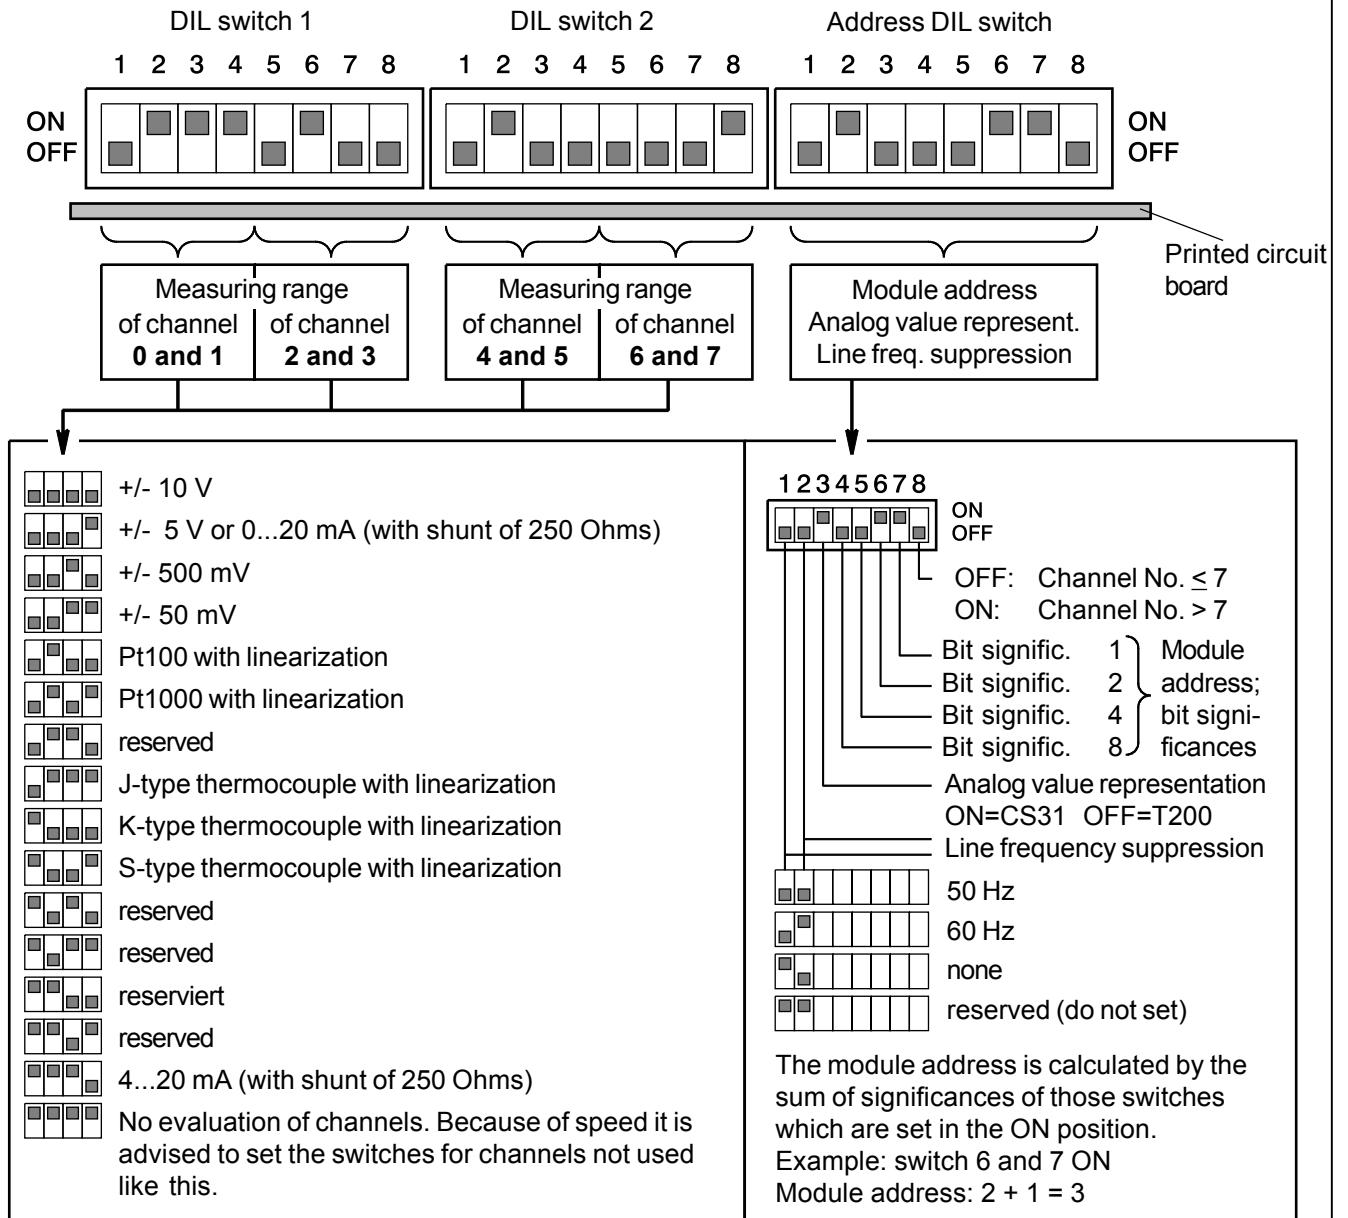 DIL switch 1 DIL switch 2 Address DIL switch
1 2 3 4 5 6 7 8 1 2 3 4 5 6 7 8 1 2 3 4 5 6 7 8
ON ON
OFF OFF
Printed circuit
board
Measuring range
of channel of channel
0 and 1 2 and 3
Measuring range
of channel of channel
4 and 5 6 and 7
Module address
Analog value represent.
Line freq. suppression
+/- 10 V
+/- 5 V or 0...20 mA (with shunt of 250 Ohms)
+/- 500 mV
+/- 50 mV
Pt100 with linearization
Pt1000 with linearization
reserved
J-type thermocouple with linearization
K-type thermocouple with linearization
S-type thermocouple with linearization
reserved
reserved
reserviert
reserved
4...20 mA (with shunt of 250 Ohms)
No evaluation of channels. Because of speed it is
advised to set the switches for channels not used
like this.
1 2 3 4 5 6 7 8
ON
OFF
OFF: Channel No. ≤ 7
ON: Channel No. > 7
Bit signific. 1 Module
Bit signific. 2 address;
Bit signific. 4 bit signi-
Bit signific. 8 ficances
Analog value representation
ON=CS31 OFF=T200
Line frequency suppression
50 Hz
60 Hz
none
reserved (do not set)
The module address is calculated by the
sum of significances of those switches
which are set in the ON position.
Example: switch 6 and 7 ON
Module address: 2 + 1 = 3